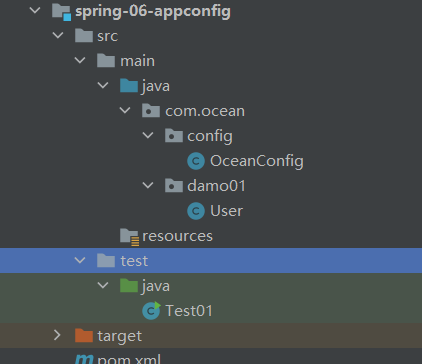 spring-06-appconfig
src
main
java
com.ocean
config
OceanConfig
damo01
User
resources
test
java
Test01
target
pom.xml